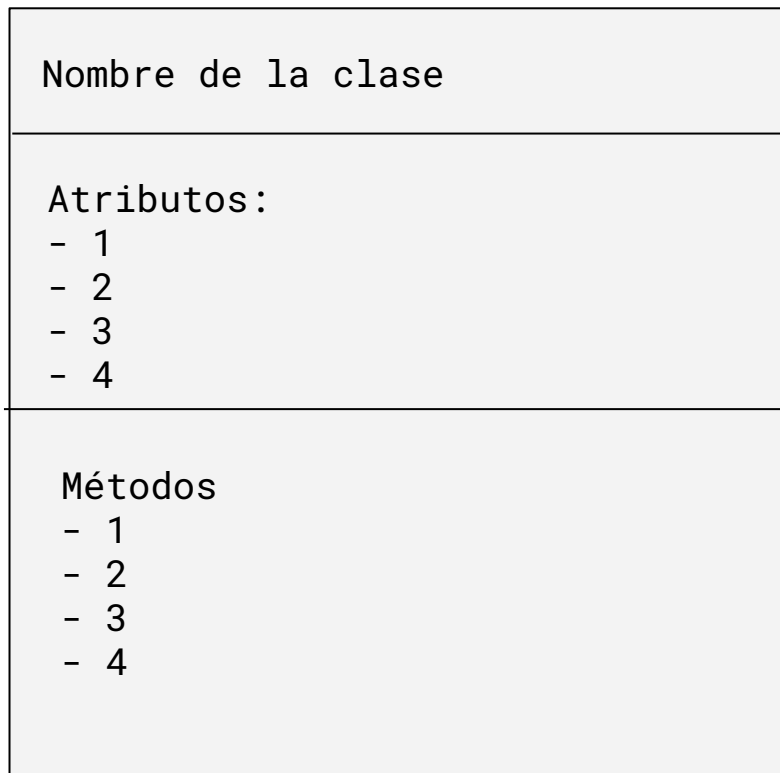 Nombre de la clase
Atributos:
- 1
- 2
- 3
- 4
Métodos
- 1
- 2
- 3
- 4